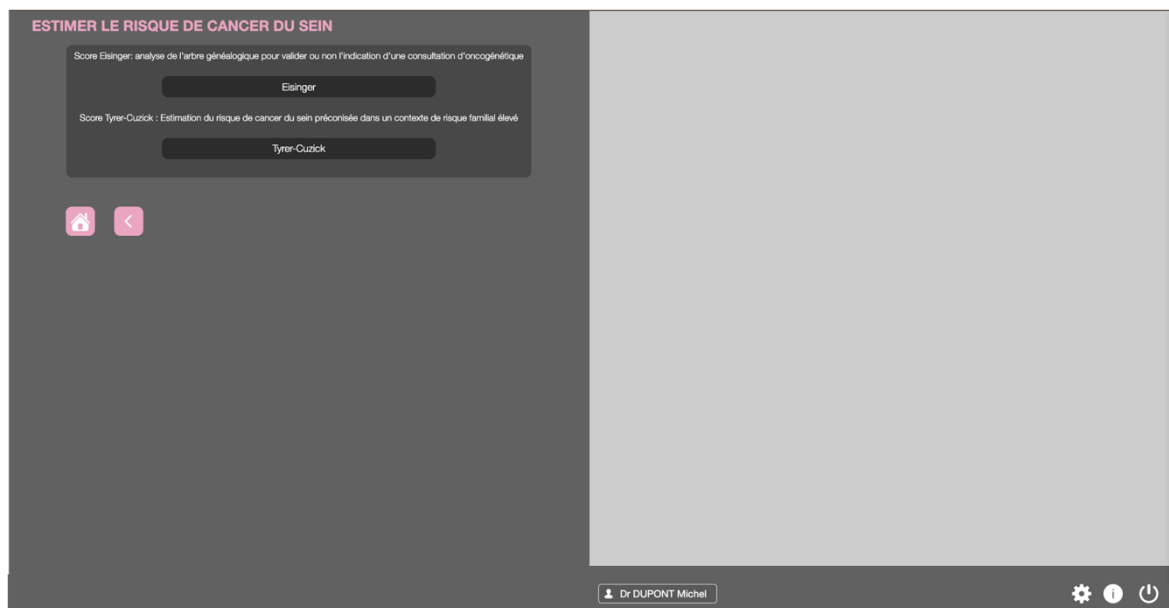 ESTIMER LE RISQUE DE CANCER DU SEIN
Score Eisinger: analyse de l'arbre généalogique pour valider ou non l'indication d'une consultation d'oncogénétique
Eisinger
Score Tyrer-Cuzick : Estimation du risque de cancer du sein préconisée dans un contexte de risque familial élevé
Tyrer-Cuzick
Dr DUPONT Michel